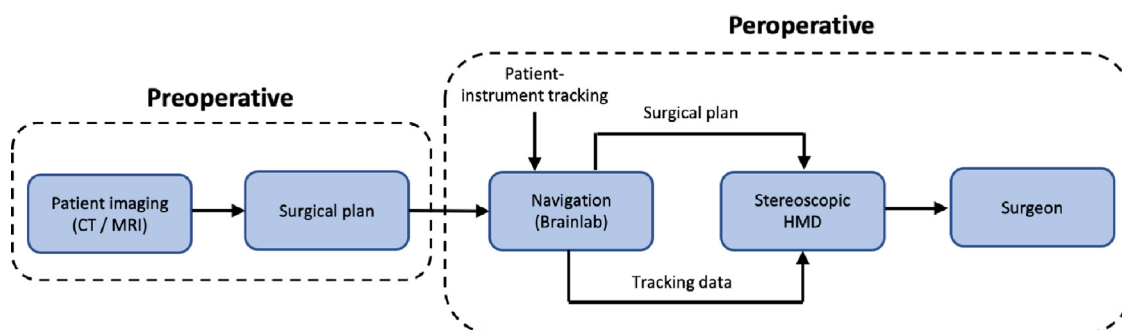 Peroperative
Preoperative
Patient-
instrument tracking
Surgical plan
Patient imaging
(CT / MRI)
Surgical plan
Navigation
(Brainlab)
Stereoscopic
HMD
Surgeon
Tracking data